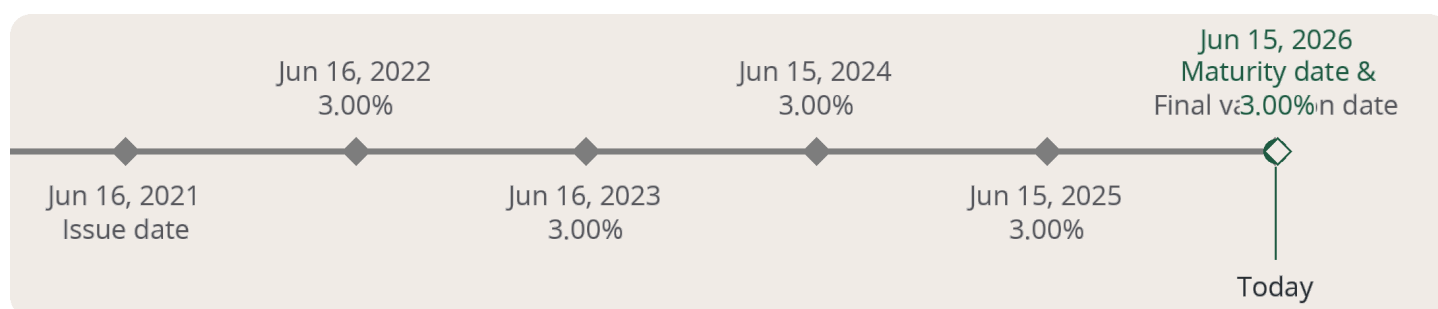 Jun 16, 2021
Issue date
Jun 16, 2022
3.00%
Jun 16, 2023
3.00%
Jun 15, 2024
3.00%
Jun 15, 2025
3.00%
Jun 15, 2026
Maturity date &
Final date
3.00%
Today